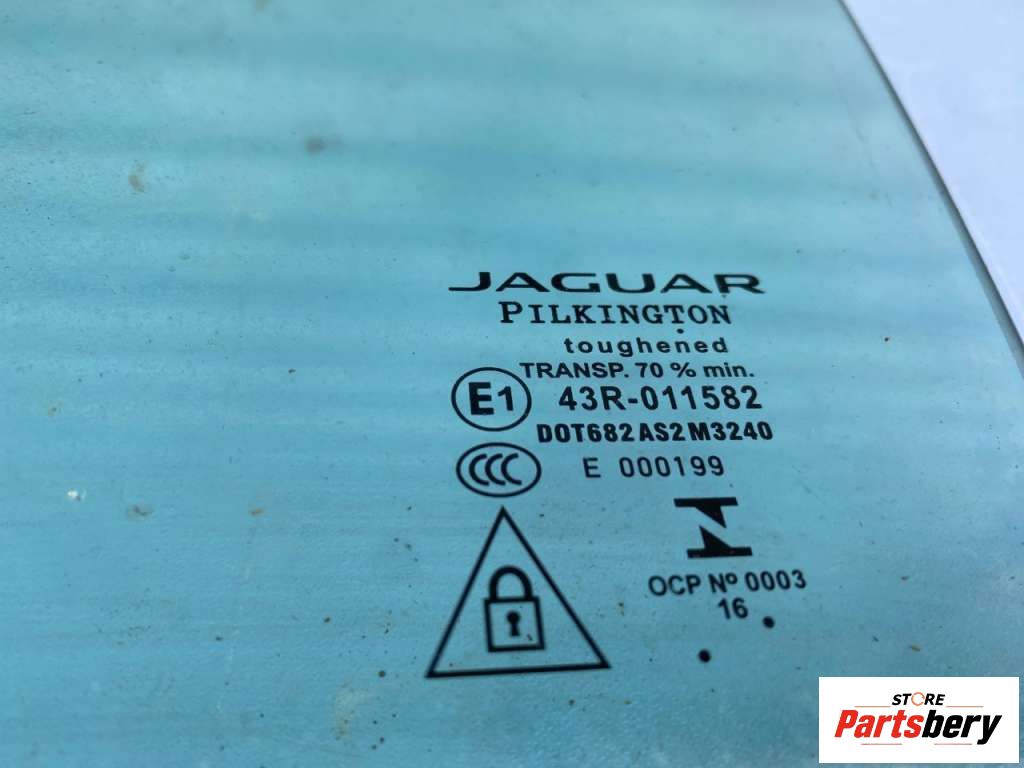 JAGUAR
PILKINGTON
toughened
TRANSP. 70 % min.
E1 43R-011582
DOT682 AS2 M3240
CCC E 000199
OCP Nº 0003
16
STORE
Partsbery